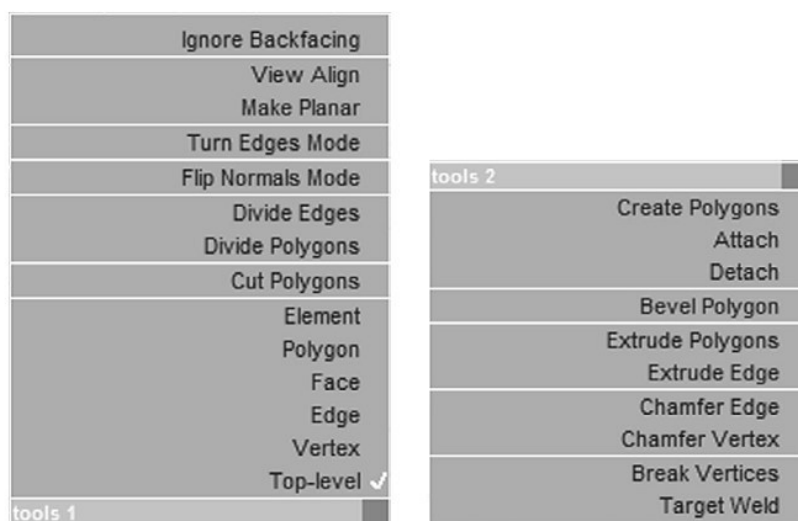 Ignore Backfacing
View Align
Make Planar
Turn Edges Mode
Flip Normals Mode
Divide Edges
Divide Polygons
Cut Polygons
Element
Polygon
Face
Edge
Vertex
Top-level
tools 1
tools 2
Create Polygons
Attach
Detach
Bevel Polygon
Extrude Polygons
Extrude Edge
Chamfer Edge
Chamfer Vertex
Break Vertices
Target Weld